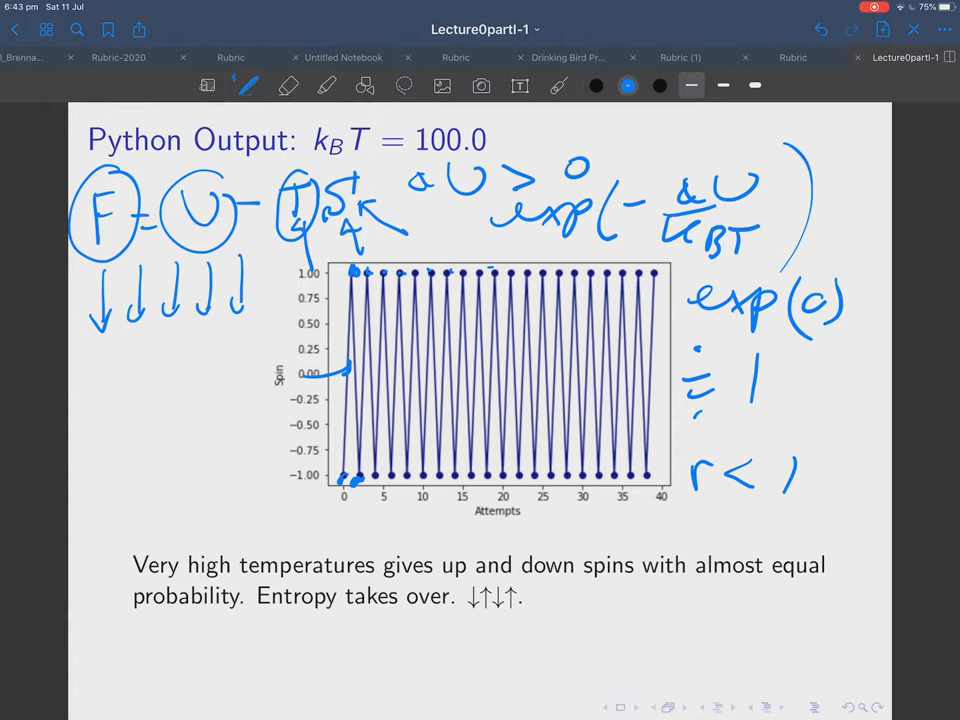 6:43 pm Sat 11 Jul
75%
Lecture0partI-1
l_Brenna...
Rubric-2020
Rubric
Untitled Notebook
Rubric
Drinking Bird Pr...
Rubric (1)
Rubric
Lecture0partI-1
Python Output: k_B T = 100.0
F = U - TS
ΔU > 0
exp(- ΔU / k_B T)
exp(0)
≑ 1
r < 1
1.00
0.75
0.50
0.25
0.00
−0.25
−0.50
−0.75
−1.00
Spin
0 5 10 15 20 25 30 35 40
Attempts
Very high temperatures gives up and down spins with almost equal
probability. Entropy takes over. ↓↑↓↑.